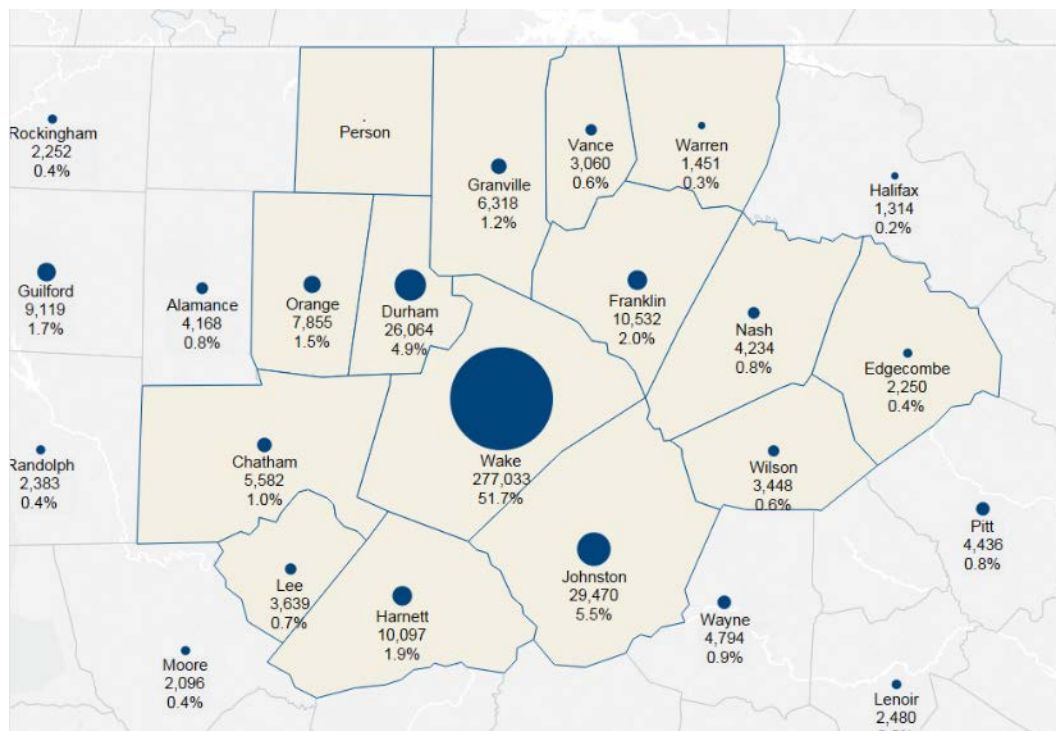 Person
Vance
3,060
0.6%
Warren
1,451
0.3%
Rockingham
2,252
0.4%
Granville
6,318
1.2%
Halifax
1,314
0.2%
Guilford
9,119
1.7%
Alamance
4,168
0.8%
Orange
7,855
1.5%
Durham
26,064
4.9%
Franklin
10,532
2.0%
Nash
4,234
0.8%
Edgecombe
2,250
0.4%
Randolph
2,383
0.4%
Chatham
5,582
1.0%
Wake
277,033
51.7%
Wilson
3,448
0.6%
Pitt
4,436
0.8%
Lee
3,639
0.7%
Harnett
10,097
1.9%
Johnston
29,470
5.5%
Wayne
4,794
0.9%
Moore
2,096
0.4%
Lenoir
2,480